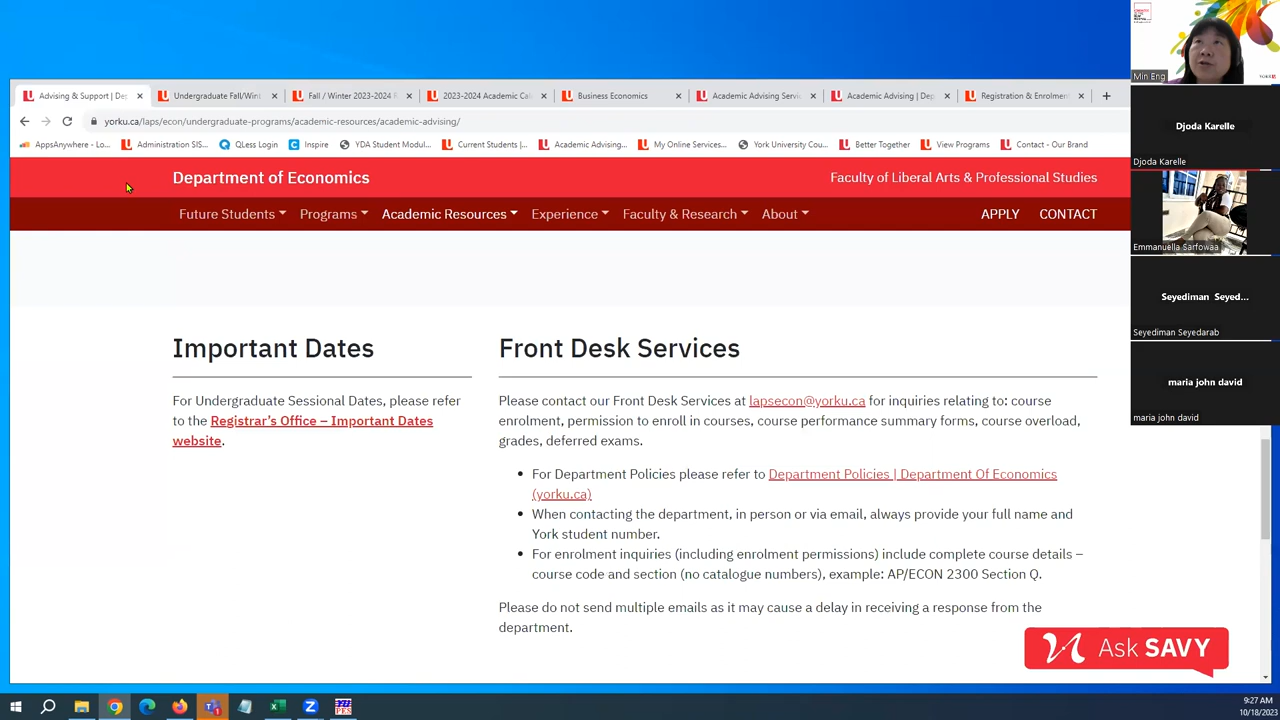 Advising & Support | De
Undergraduate Fall/Win
Fall / Winter 2023-2024 F
2023-2024 Academic Ca
Business Economics
Academic Advising Servi
Academic Advising | Dep
Registration & Enrolmen
yorku.ca/laps/econ/undergraduate-programs/academic-resources/academic-advising/
AppsAnywhere - Lo...
Administration SIS...
QLess Login
Inspire
YDA Student Modul...
Current Students |...
Academic Advising...
My Online Services...
York University Cou...
Better Together
View Programs
Contact - Our Brand
Department of Economics
Faculty of Liberal Arts & Professional Studies
Future Students
Programs
Academic Resources
Experience
Faculty & Research
About
APPLY
CONTACT
Important Dates
For Undergraduate Sessional Dates, please refer
to the Registrar's Office – Important Dates
website.
Front Desk Services
Please contact our Front Desk Services at lapsecon@yorku.ca for inquiries relating to: course
enrolment, permission to enroll in courses, course performance summary forms, course overload,
grades, deferred exams.
For Department Policies please refer to Department Policies | Department Of Economics
(yorku.ca)
When contacting the department, in person or via email, always provide your full name and
York student number.
For enrolment inquiries (including enrolment permissions) include complete course details –
course code and section (no catalogue numbers), example: AP/ECON 2300 Section Q.
Please do not send multiple emails as it may cause a delay in receiving a response from the
department.
Ask SAVY
Min Eng
Djoda Karelle
Djoda Karelle
Emmanuella Sarfowaa
Seyediman Seyed...
Seyediman Seyedarab
maria john david
maria john david
9:27 AM
10/18/2023